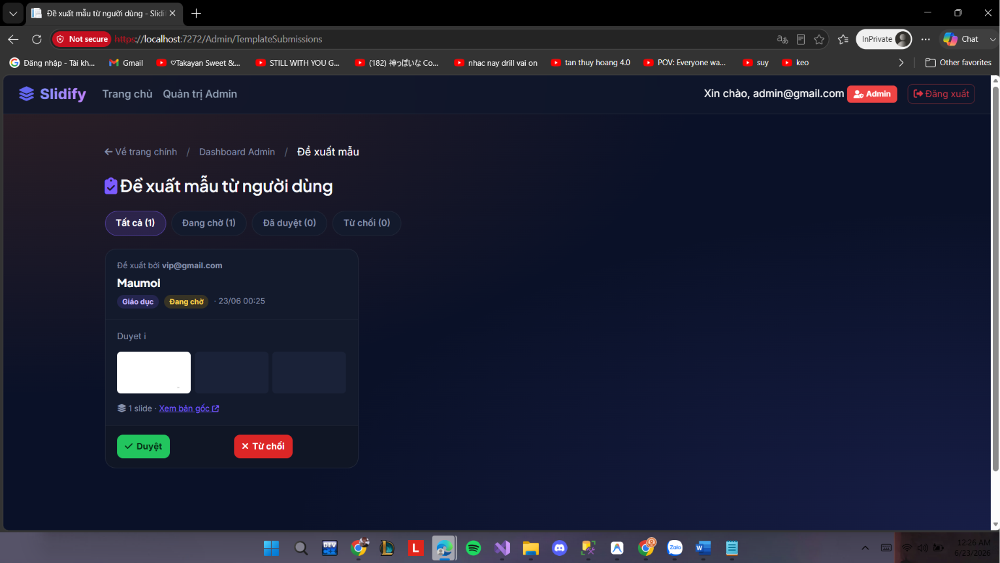 Đề xuất mẫu từ người dùng - Slidi
Not secure https://localhost:7272/Admin/TemplateSubmissions InPrivate Chat
Đăng nhập - Tài kh... Gmail ♡Takayan Sweet &... STILL WITH YOU G... (182) 神っぽいな Co... nhac nay drill vai on tan thuy hoang 4.0 POV: Everyone wa... suy keo Other favorites
Slidify Trang chủ Quản trị Admin Xin chào, admin@gmail.com Admin Đăng xuất
Về trang chính / Dashboard Admin / Đề xuất mẫu
Đề xuất mẫu từ người dùng
Tất cả (1) Đang chờ (1) Đã duyệt (0) Từ chối (0)
Đề xuất bởi vip@gmail.com
Maumoi
Giáo dục Đang chờ · 23/06 00:25
Duyet i
1 slide · Xem bản gốc
Duyệt Từ chối
DEV L Zalo W
12:26 AM
6/23/2026